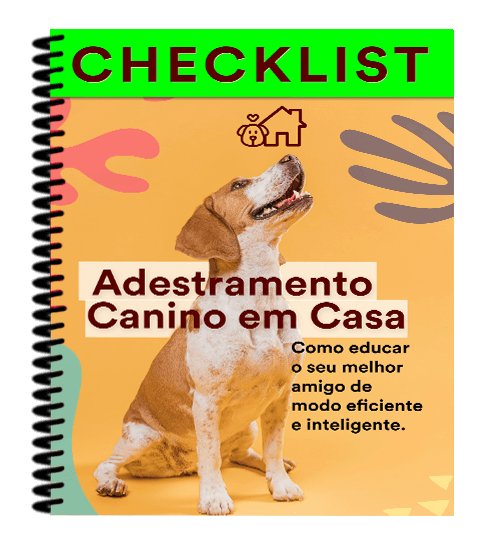 CHECKLIST
Adestramento
Canino em Casa
Como educar
o seu melhor
amigo de
modo eficiente
e inteligente.